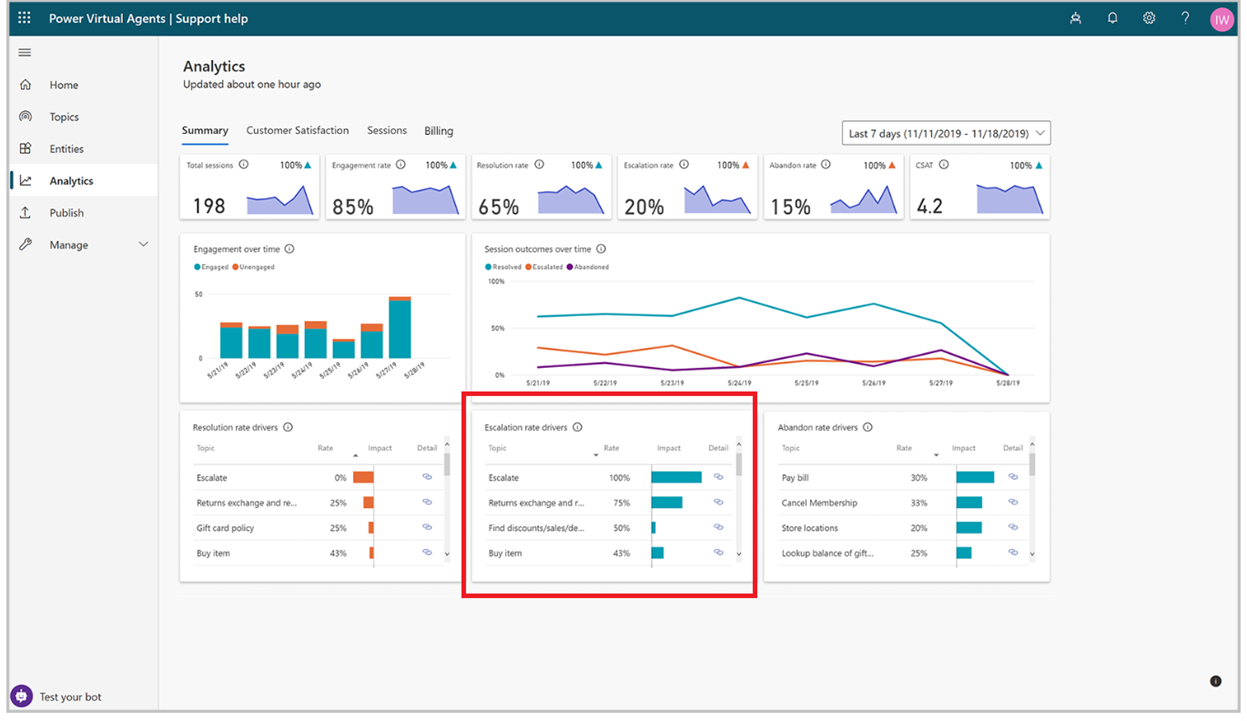 Power Virtual Agents | Support help
IW
Home
Topics
Entities
Analytics
Publish
Manage
Test your bot
Analytics
Updated about one hour ago
Summary Customer Satisfaction Sessions Billing
Last 7 days (11/11/2019 - 11/18/2019)
Total sessions 100%
198
Engagement rate 100%
85%
Resolution rate 100%
65%
Escalation rate 100%
20%
Abandon rate 100%
15%
CSAT 100%
4.2
Engagement over time
Engaged Unengaged
50
0
5/21/19 5/22/19 5/23/19 5/24/19 5/25/19 5/26/19 5/27/19 5/28/19
Session outcomes over time
Resolved Escalated Abandoned
100%
50%
0%
5/21/19 5/22/19 5/23/19 5/24/19 5/25/19 5/26/19 5/27/19 5/28/19
Resolution rate drivers
Topic Rate Impact Detail
Escalate 0%
Returns exchange and re... 25%
Gift card policy 25%
Buy item 43%
Escalation rate drivers
Topic Rate Impact Detail
Escalate 100%
Returns exchange and r... 75%
Find discounts/sales/de... 50%
Buy item 43%
Abandon rate drivers
Topic Rate Impact Detail
Pay bill 30%
Cancel Membership 33%
Store locations 20%
Lookup balance of gift... 25%